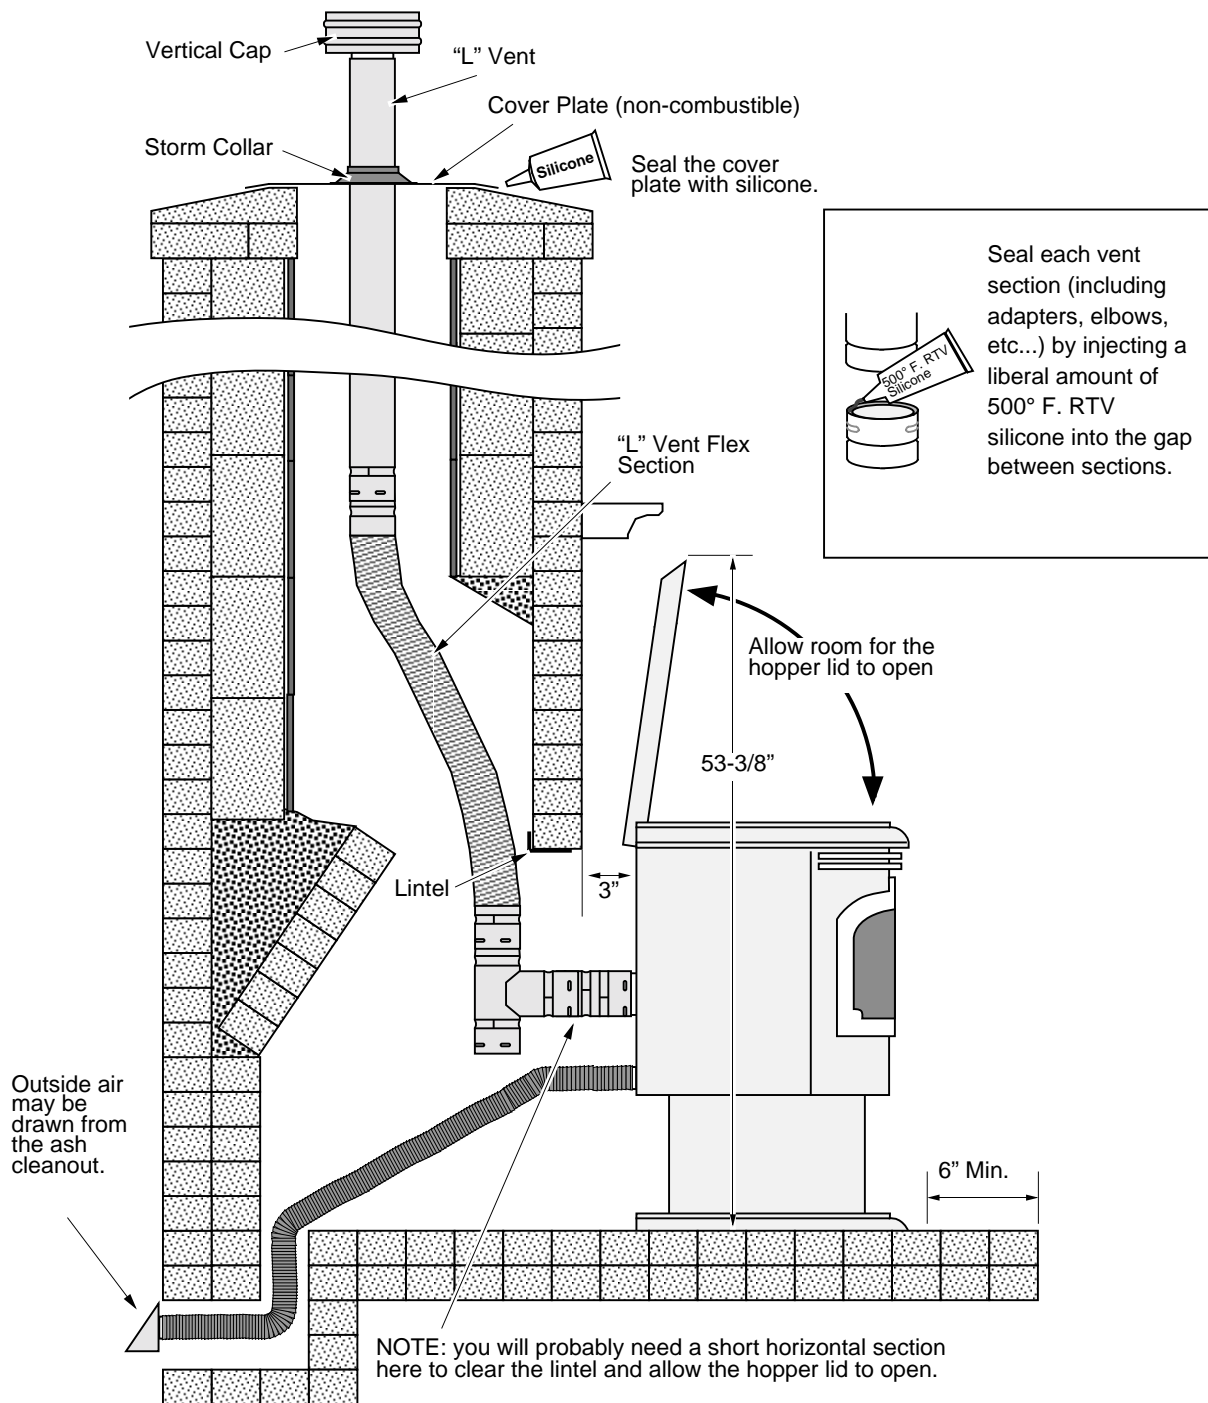 Vertical Cap
“L” Vent
Cover Plate (non-combustible)
Storm Collar
Silicone
Seal the cover
plate with silicone.
Seal each vent
section (including
adapters, elbows,
etc...) by injecting a
liberal amount of
500° F. RTV
silicone into the gap
between sections.
500° F. RTV
Silicone
“L” Vent Flex
Section
Allow room for the
hopper lid to open
53-3/8”
Lintel
3”
Outside air
may be
drawn from
the ash
cleanout.
6” Min.
NOTE: you will probably need a short horizontal section
here to clear the lintel and allow the hopper lid to open.